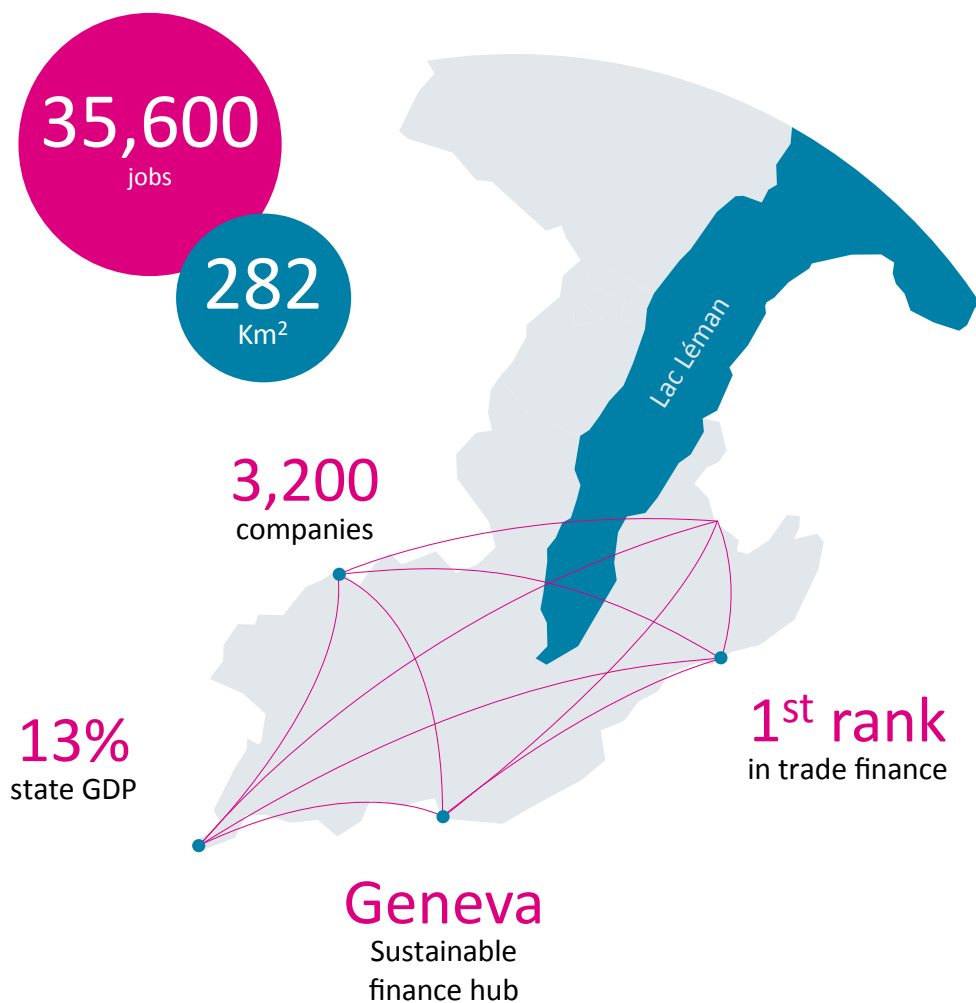 35,600
jobs
282
Km²
Lac Léman
3,200
companies
13%
state GDP
1st rank
in trade finance
Geneva
Sustainable
finance hub